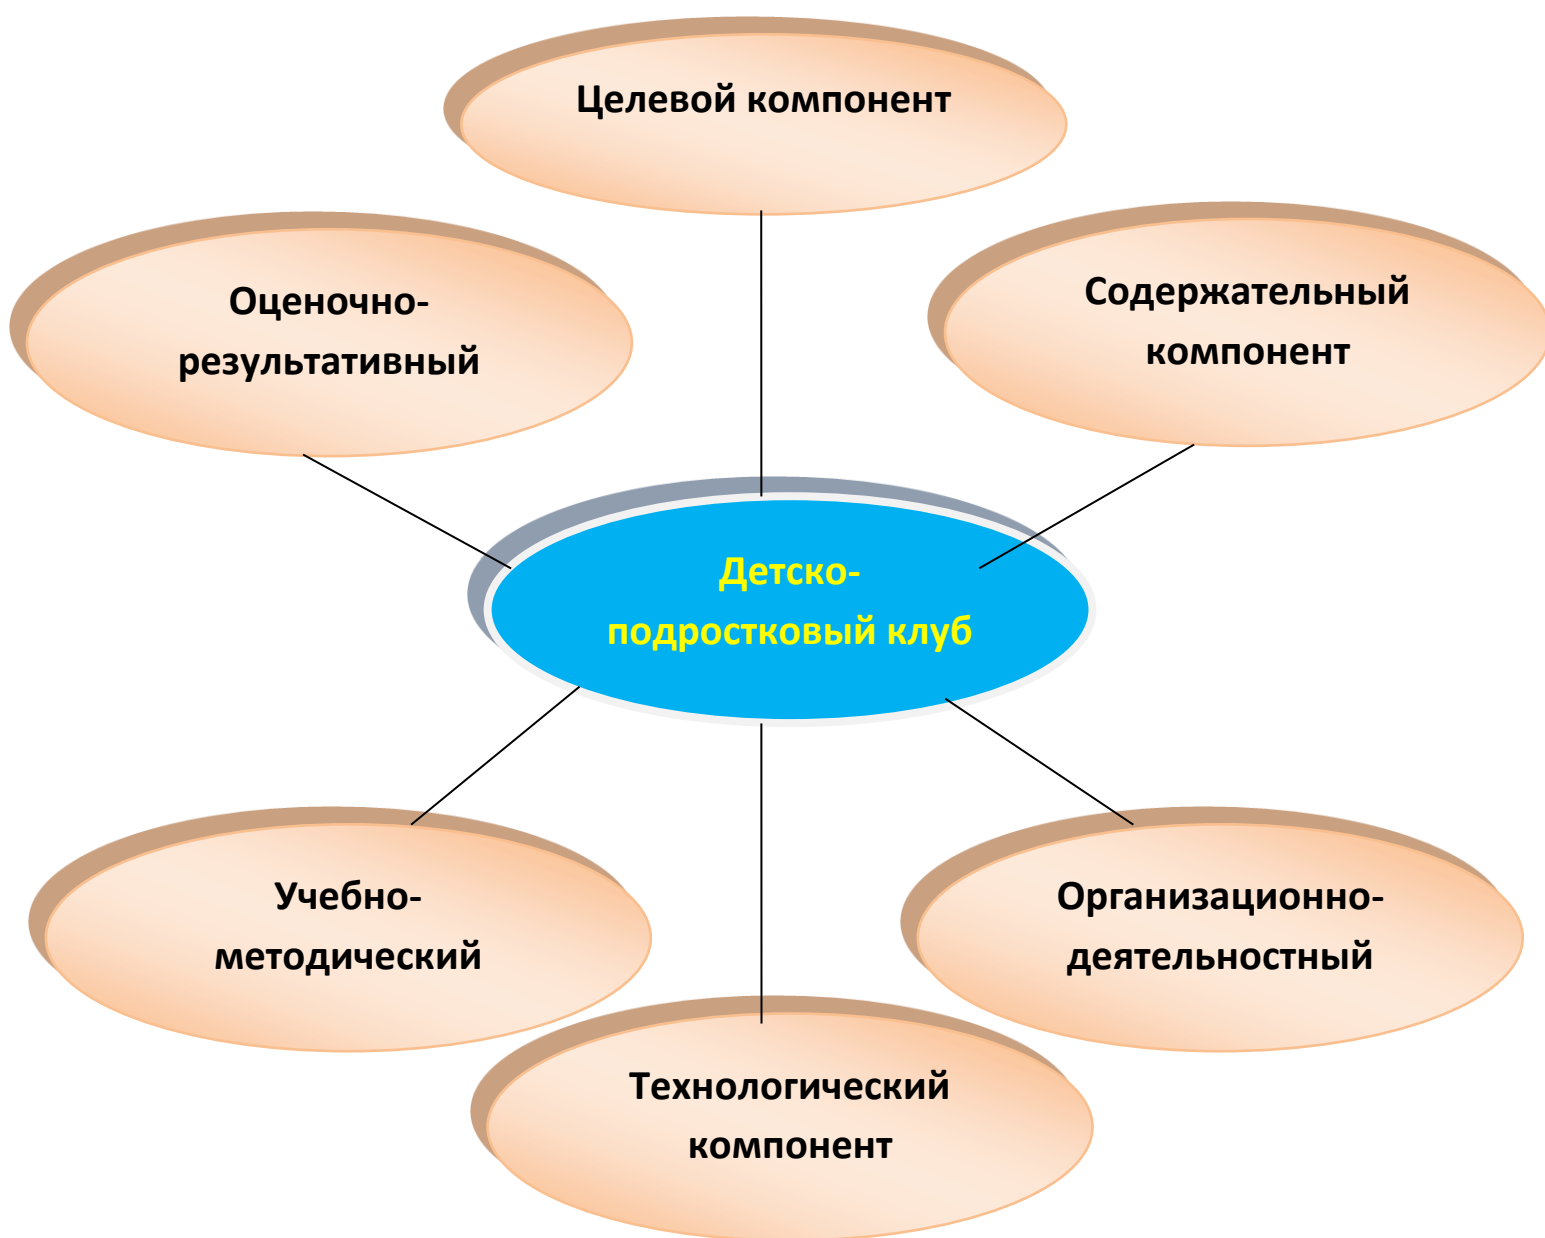 Целевой компонент
Оценочно-
результативный
Содержательный
компонент
Детско-
подростковый клуб
Учебно-
методический
Организационно-
деятельностный
Технологический
компонент